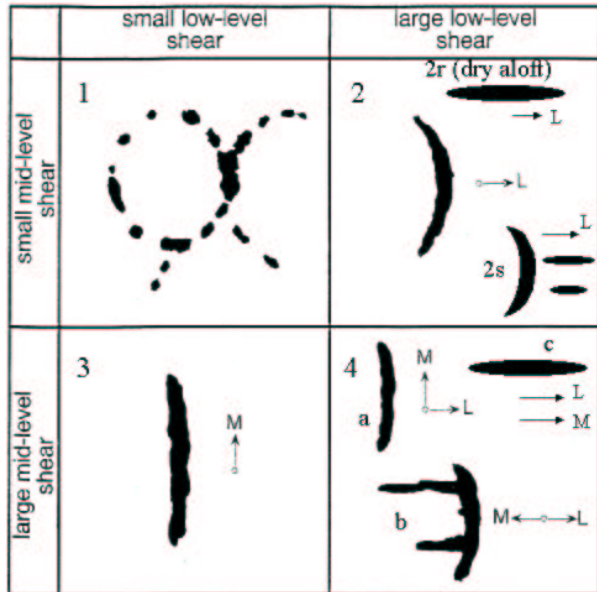 small low-level
shear
large low-level
shear
small mid-level
shear
1
2
2r (dry aloft)
L
L
L
2s
large mid-level
shear
3
M
4
M
L
a
c
L
M
b
M
L